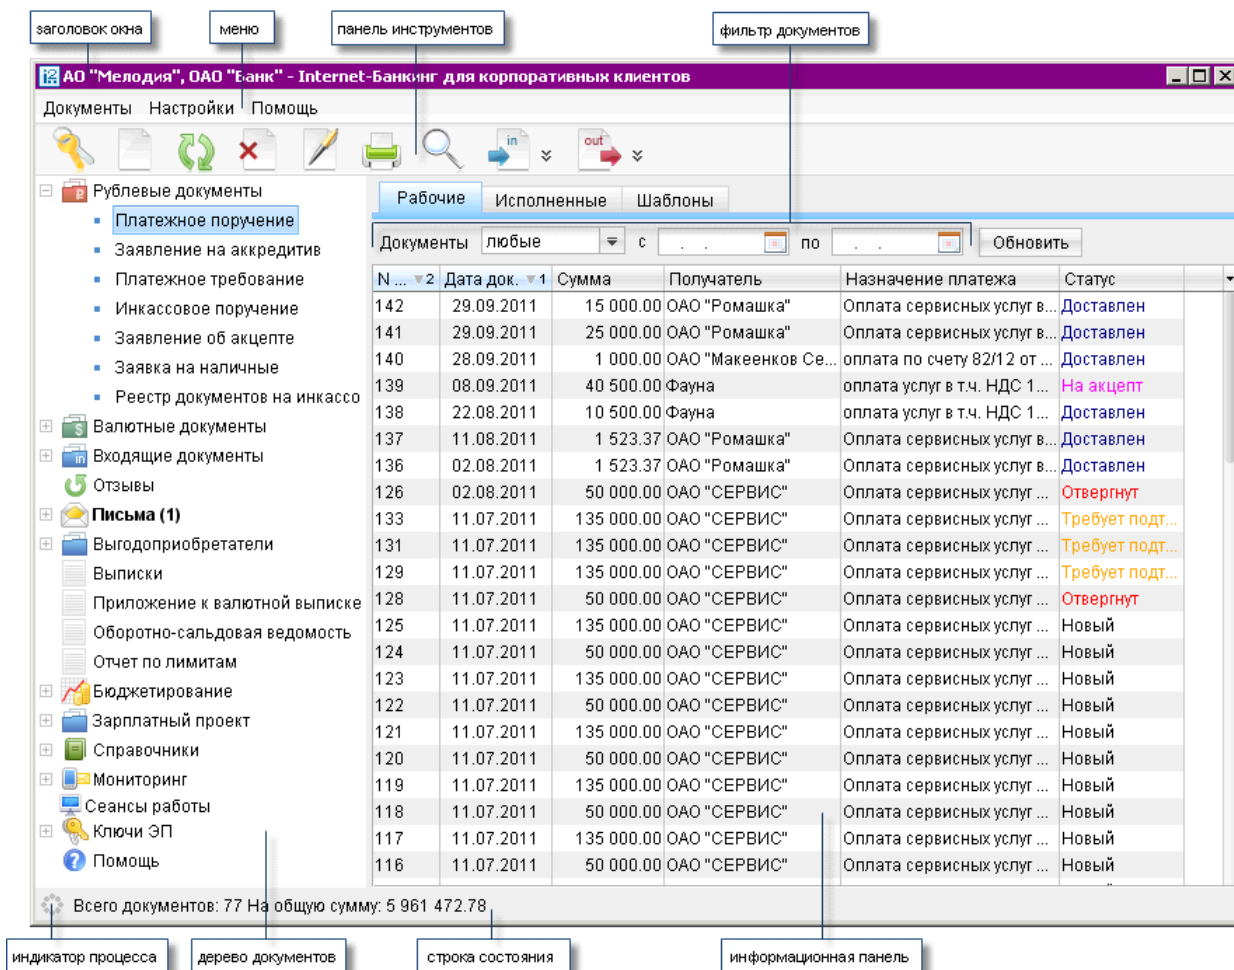 заголовок окна
меню
панель инструментов
фильтр документов
АО "Мелодия", ОАО "Банк" - Internet-Банкинг для корпоративных клиентов
Документы Настройки Помощь
in
out
Рублевые документы
Платежное поручение
Заявление на аккредитив
Платежное требование
Инкассовое поручение
Заявление об акцепте
Заявка на наличные
Реестр документов на инкассо
Валютные документы
Входящие документы
Отзывы
Письма (1)
Выгодоприобретатели
Выписки
Приложение к валютной выписке
Оборотно-сальдовая ведомость
Отчет по лимитам
Бюджетирование
Зарплатный проект
Справочники
Мониторинг
Сеансы работы
Ключи ЭП
Помощь
Рабочие Исполненные Шаблоны
Документы любые с . . по . . Обновить
N ... 2 Дата док. 1 Сумма Получатель Назначение платежа Статус
142 29.09.2011 15 000.00 ОАО "Ромашка" Оплата сервисных услуг в... Доставлен
141 29.09.2011 25 000.00 ОАО "Ромашка" Оплата сервисных услуг в... Доставлен
140 28.09.2011 1 000.00 ОАО "Макеенков Се... оплата по счету 82/12 от ... Доставлен
139 08.09.2011 40 500.00 Фауна оплата услуг в т.ч. НДС 1... На акцепт
138 22.08.2011 10 500.00 Фауна оплата услуг в т.ч. НДС 1... Доставлен
137 11.08.2011 1 523.37 ОАО "Ромашка" Оплата сервисных услуг в... Доставлен
136 02.08.2011 1 523.37 ОАО "Ромашка" Оплата сервисных услуг в... Доставлен
126 02.08.2011 50 000.00 ОАО "СЕРВИС" Оплата сервисных услуг ... Отвергнут
133 11.07.2011 135 000.00 ОАО "СЕРВИС" Оплата сервисных услуг ... Требует подт...
131 11.07.2011 135 000.00 ОАО "СЕРВИС" Оплата сервисных услуг ... Требует подт...
129 11.07.2011 135 000.00 ОАО "СЕРВИС" Оплата сервисных услуг ... Требует подт...
128 11.07.2011 50 000.00 ОАО "СЕРВИС" Оплата сервисных услуг ... Отвергнут
125 11.07.2011 135 000.00 ОАО "СЕРВИС" Оплата сервисных услуг ... Новый
124 11.07.2011 50 000.00 ОАО "СЕРВИС" Оплата сервисных услуг ... Новый
123 11.07.2011 135 000.00 ОАО "СЕРВИС" Оплата сервисных услуг ... Новый
122 11.07.2011 50 000.00 ОАО "СЕРВИС" Оплата сервисных услуг ... Новый
121 11.07.2011 135 000.00 ОАО "СЕРВИС" Оплата сервисных услуг ... Новый
120 11.07.2011 50 000.00 ОАО "СЕРВИС" Оплата сервисных услуг ... Новый
119 11.07.2011 135 000.00 ОАО "СЕРВИС" Оплата сервисных услуг ... Новый
118 11.07.2011 50 000.00 ОАО "СЕРВИС" Оплата сервисных услуг ... Новый
117 11.07.2011 135 000.00 ОАО "СЕРВИС" Оплата сервисных услуг ... Новый
116 11.07.2011 50 000.00 ОАО "СЕРВИС" Оплата сервисных услуг ... Новый
Всего документов: 77 На общую сумму: 5 961 472.78
индикатор процесса
дерево документов
строка состояния
информационная панель